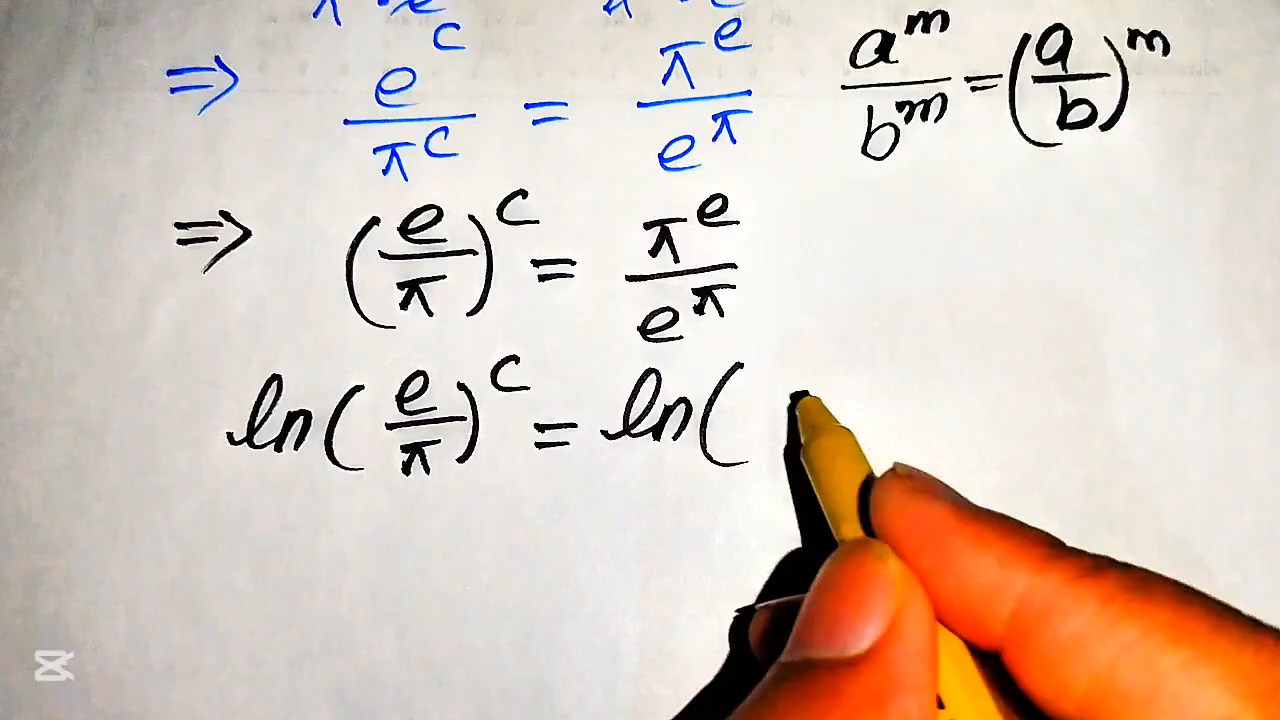 ⇒ e^c/π^c = π^e/e^π
a^m/b^m = (a/b)^m
⇒ (e/π)^c = π^e/e^π
ln(e/π)^c = ln(